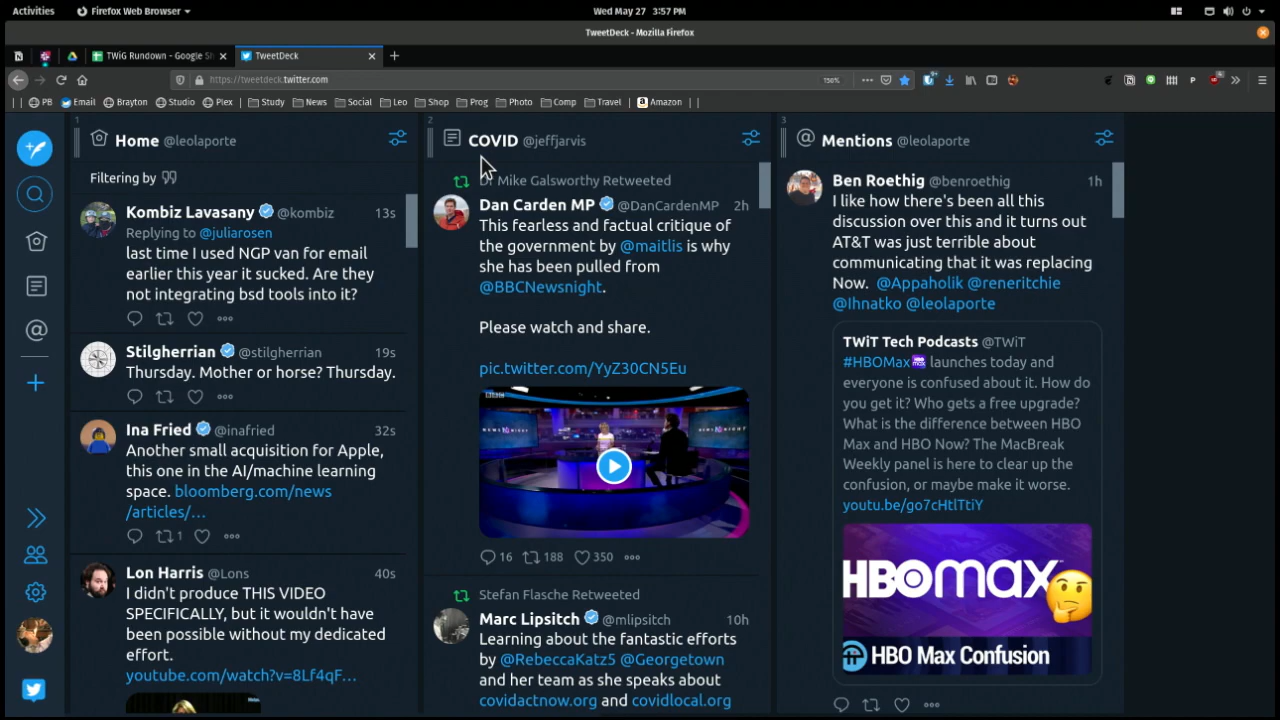 Activities
Firefox Web Browser
Wed May 27 3:57 PM
TweetDeck - Mozilla Firefox
TWiG Rundown - Google Sh
TweetDeck
https://tweetdeck.twitter.com
150%
PB
Email
Brayton
Studio
Plex
Study
News
Social
Leo
Shop
Prog
Photo
Comp
Travel
Amazon
1
Home @leolaporte
Filtering by
Kombiz Lavasany @kombiz 13s
Replying to @juliarosen
last time I used NGP van for email
earlier this year it sucked. Are they
not integrating bsd tools into it?
Stilgherrian @stilgherrian 19s
Thursday. Mother or horse? Thursday.
Ina Fried @inafried 32s
Another small acquisition for Apple,
this one in the AI/machine learning
space. bloomberg.com/news
/articles/…
1
Lon Harris @Lons 40s
I didn't produce THIS VIDEO
SPECIFICALLY, but it wouldn't have
been possible without my dedicated
effort.
youtube.com/watch?v=8Lf4qF…
2
COVID @jeffjarvis
Dr Mike Galsworthy Retweeted
Dan Carden MP @DanCardenMP 2h
This fearless and factual critique of
the government by @maitlis is why
she has been pulled from
@BBCNewsnight.
Please watch and share.
pic.twitter.com/YyZ30CN5Eu
16 188 350
Stefan Flasche Retweeted
Marc Lipsitch @mlipsitch 10h
Learning about the fantastic efforts
by @RebeccaKatz5 @Georgetown
and her team as she speaks about
covidactnow.org and covidlocal.org
3
Mentions @leolaporte
Ben Roethig @benroethig 1h
I like how there's been all this
discussion over this and it turns out
AT&T was just terrible about
communicating that it was replacing
Now. @Appaholik @reneritchie
@Ihnatko @leolaporte
TWiT Tech Podcasts @TWiT
#HBOMax launches today and
everyone is confused about it. How do
you get it? Who gets a free upgrade?
What is the difference between HBO
Max and HBO Now? The MacBreak
Weekly panel is here to clear up the
confusion, or maybe make it worse.
youtu.be/go7cHtlTtiY
HBOMAX
HBO Max Confusion